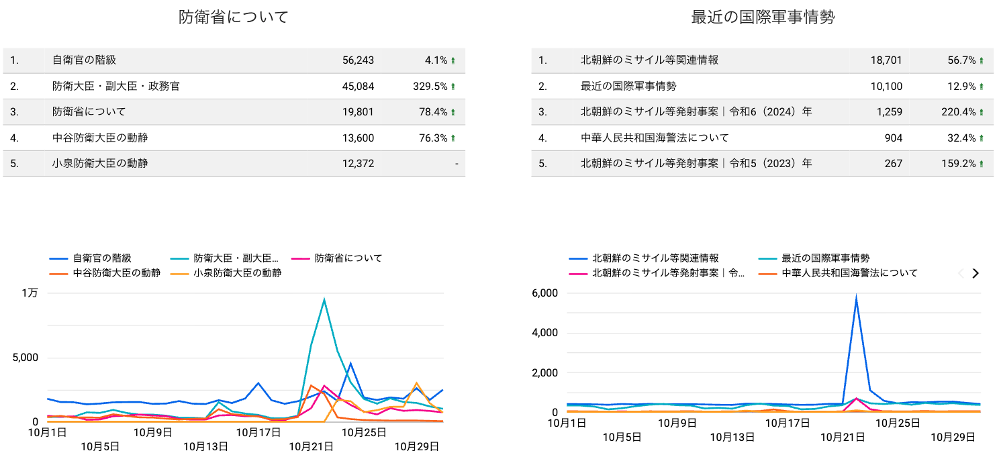 防衛省について
1. 自衛官の階級 56,243 4.1%
2. 防衛大臣・副大臣・政務官 45,084 329.5%
3. 防衛省について 19,801 78.4%
4. 中谷防衛大臣の動静 13,600 76.3%
5. 小泉防衛大臣の動静 12,372 -
自衛官の階級 防衛大臣・副大臣... 防衛省について
中谷防衛大臣の動静 小泉防衛大臣の動静
1万
5,000
0
10月1日 10月9日 10月17日 10月25日
10月5日 10月13日 10月21日 10月29日
最近の国際軍事情勢
1. 北朝鮮のミサイル等関連情報 18,701 56.7%
2. 最近の国際軍事情勢 10,100 12.9%
3. 北朝鮮のミサイル等発射事案｜令和6（2024）年 1,259 220.4%
4. 中華人民共和国海警法について 904 32.4%
5. 北朝鮮のミサイル等発射事案｜令和5（2023）年 267 159.2%
北朝鮮のミサイル等関連情報 最近の国際軍事情勢
北朝鮮のミサイル等発射事案｜令... 中華人民共和国海警法について
6,000
4,000
2,000
0
10月1日 10月9日 10月17日 10月25日
10月5日 10月13日 10月21日 10月29日